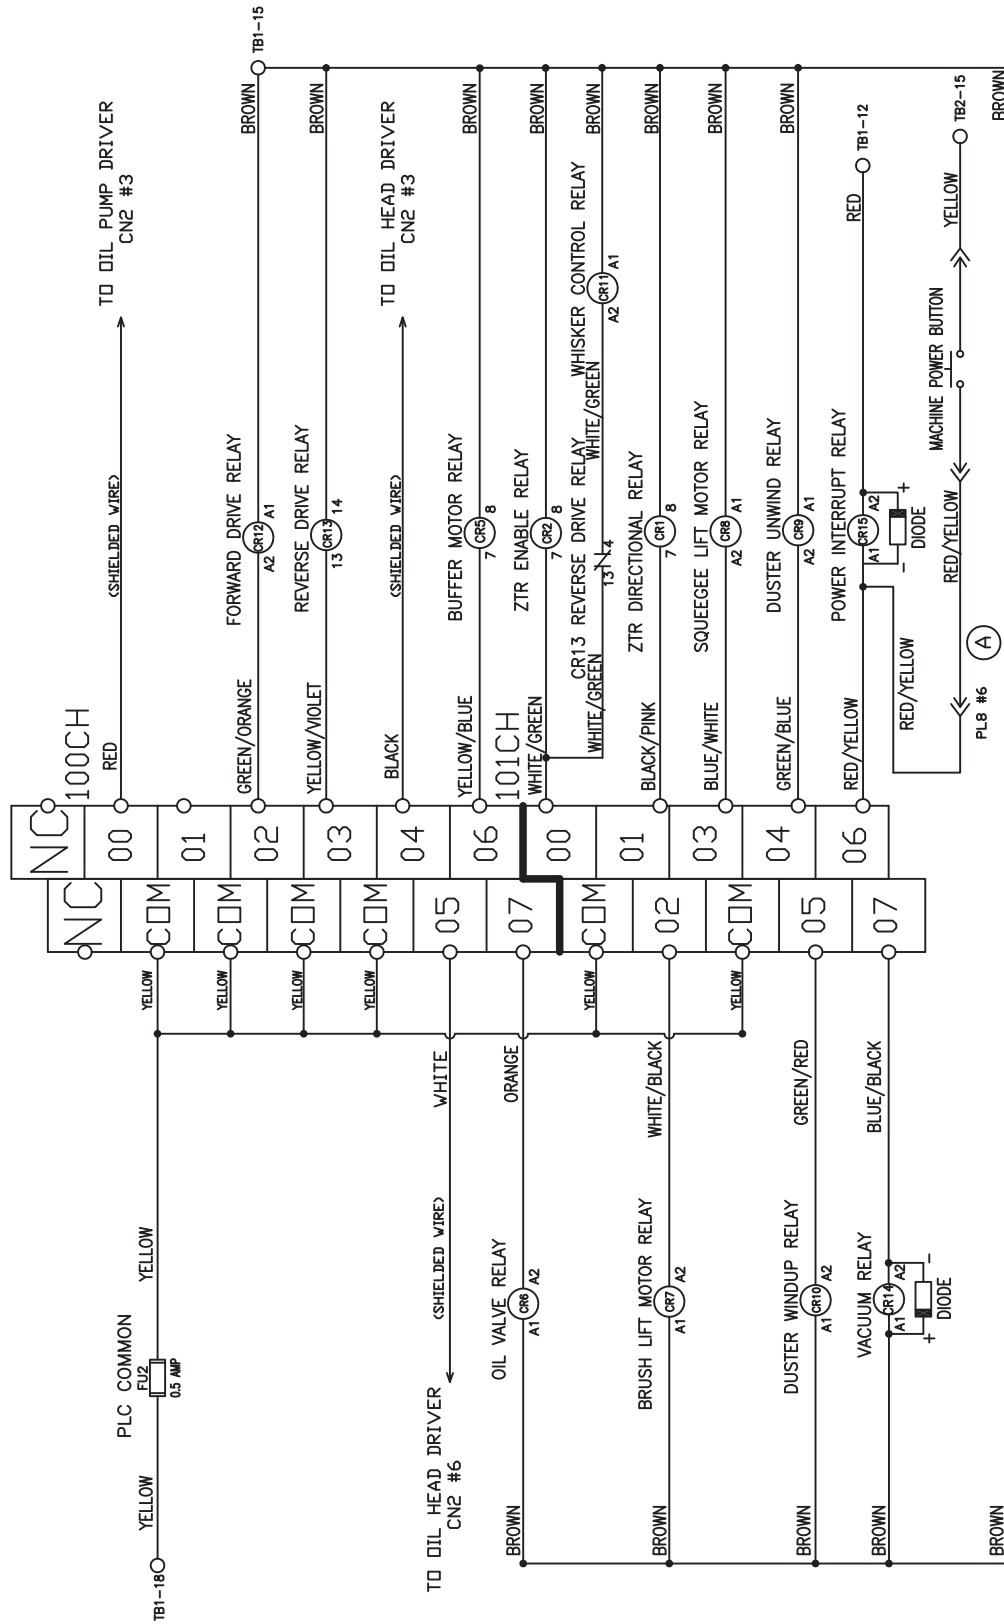 TB1-15
TO OIL PUMP DRIVER
CN2 #3
<SHIELDED WIRE>
RED
100CH
BROWN
FORWARD DRIVE RELAY
CR12
A2
A1
GREEN/ORANGE
BROWN
REVERSE DRIVE RELAY
CR13
13
14
YELLOW/VIOLET
TO OIL HEAD DRIVER
CN2 #3
<SHIELDED WIRE>
BLACK
BROWN
BUFFER MOTOR RELAY
CR5
7
8
YELLOW/BLUE
101CH
BROWN
ZTR ENABLE RELAY
CR2
7
8
WHITE/GREEN
BROWN
WHISKER CONTROL RELAY
CR11
A2
A1
WHITE/GREEN
CR13 REVERSE DRIVE RELAY
13
4
WHITE/GREEN
ZTR DIRECTIONAL RELAY
CR1
7
8
BLACK/PINK
BROWN
SQUEEGEE LIFT MOTOR RELAY
CR8
A2
A1
BLUE/WHITE
BROWN
DUSTER UNWIND RELAY
CR9
A2
A1
GREEN/BLUE
BROWN
TB1-12
RED
POWER INTERRUPT RELAY
CR15
A1
A2
- +
DIODE
RED/YELLOW
RED/YELLOW
TB2-15
YELLOW
MACHINE POWER BUTTON
RED/YELLOW
A
PL8 #6
BROWN
NC
00
01
02
03
04
06
00
01
03
04
06
NC
COM
COM
COM
COM
05
07
COM
02
COM
05
07
YELLOW
YELLOW
YELLOW
YELLOW
YELLOW
YELLOW
TB1-18
YELLOW
PLC COMMON
FU2
0.5 AMP
YELLOW
WHITE
<SHIELDED WIRE>
TO OIL HEAD DRIVER
CN2 #6
ORANGE
OIL VALVE RELAY
CR6
A1
A2
BROWN
WHITE/BLACK
BRUSH LIFT MOTOR RELAY
CR7
A1
A2
BROWN
GREEN/RED
DUSTER WINDUP RELAY
CR10
A1
A2
BROWN
BLUE/BLACK
VACUUM RELAY
CR14
A1
A2
+ -
DIODE
BROWN
BROWN